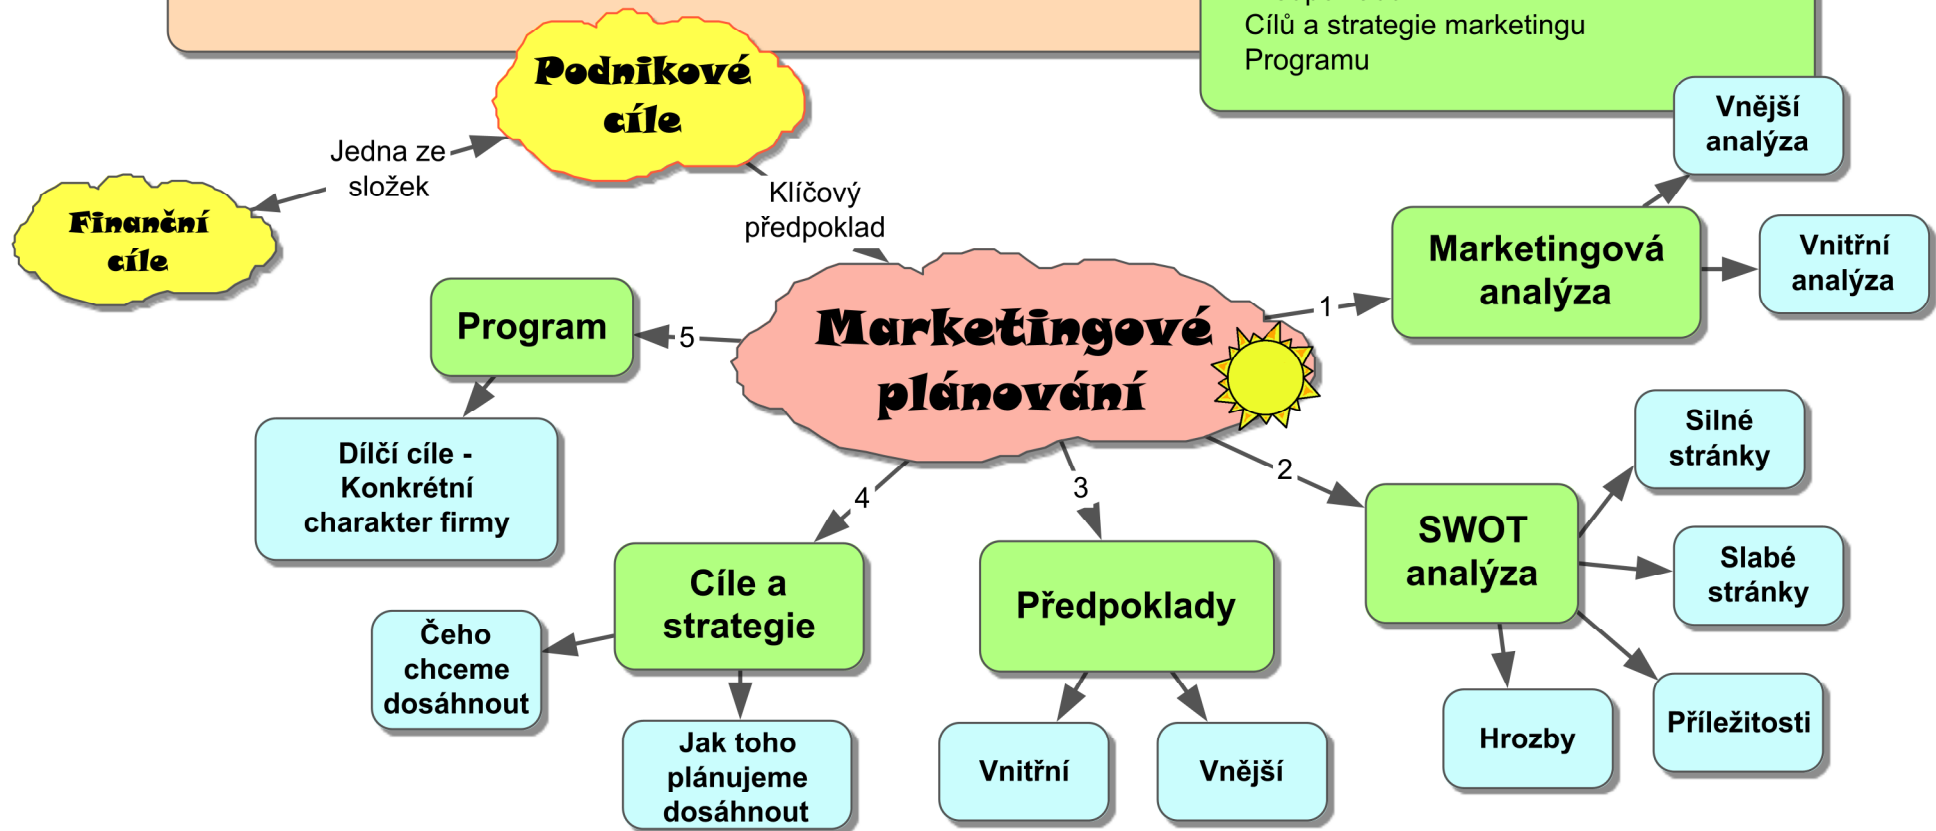 Cílů a strategie marketingu
Programu
Podnikové
cíle
Vnější
analýza
Jedna ze
složek
Klíčový
předpoklad
Finanční
cíle
Marketingová
analýza
Vnitřní
analýza
Marketingové
plánování
1
5
Program
Dílčí cíle -
Konkrétní
charakter firmy
2
3
4
Silné
stránky
SWOT
analýza
Slabé
stránky
Cíle a
strategie
Předpoklady
Čeho
chceme
dosáhnout
Jak toho
plánujeme
dosáhnout
Vnitřní
Vnější
Hrozby
Příležitosti